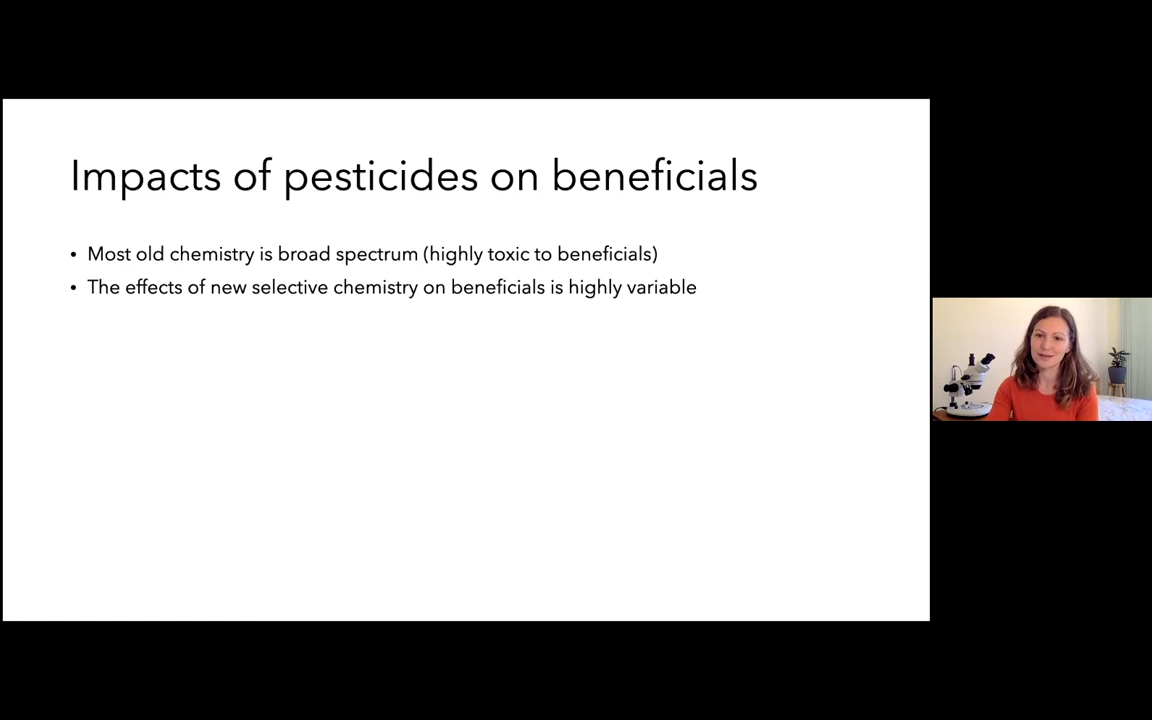 Impacts of pesticides on beneficials
• Most old chemistry is broad spectrum (highly toxic to beneficials)
• The effects of new selective chemistry on beneficials is highly variable